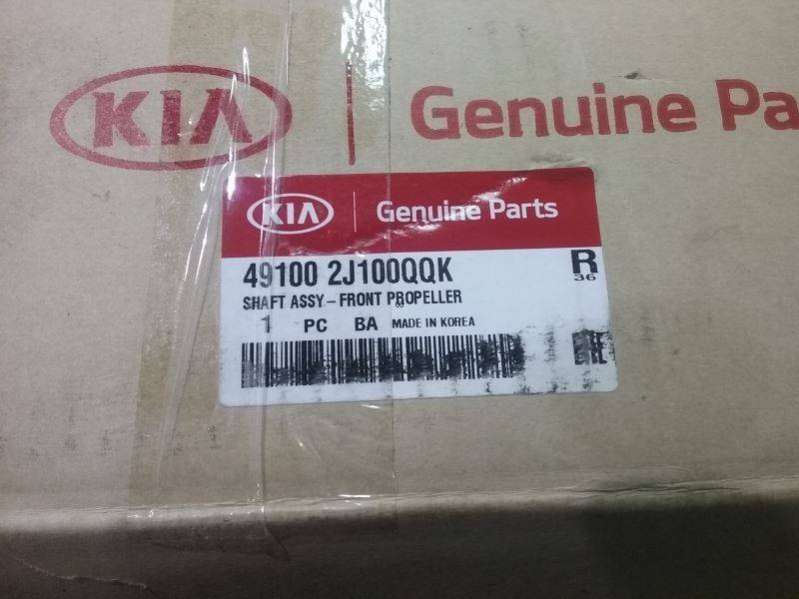 KIA Genuine Pa
KIA Genuine Parts
49100 2J100QQK R
SHAFT ASSY-FRONT PROPELLER 36
1 PC BA MADE IN KOREA